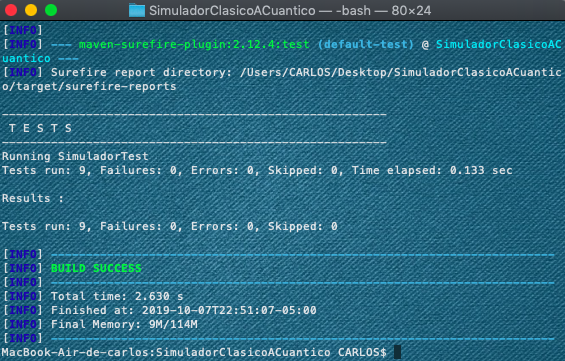 SimuladorClasicoACuantico — -bash — 80×24
[INFO]
[INFO] --- maven-surefire-plugin:2.12.4:test (default-test) @ SimuladorClasicoAC
uantico ---
[INFO] Surefire report directory: /Users/CARLOS/Desktop/SimuladorClasicoACuantic
o/target/surefire-reports
-------------------------------------------------------
 T E S T S
-------------------------------------------------------
Running SimuladorTest
Tests run: 9, Failures: 0, Errors: 0, Skipped: 0, Time elapsed: 0.133 sec
Results :
Tests run: 9, Failures: 0, Errors: 0, Skipped: 0
[INFO] ------------------------------------------------------------------------
[INFO] BUILD SUCCESS
[INFO] ------------------------------------------------------------------------
[INFO] Total time: 2.630 s
[INFO] Finished at: 2019-10-07T22:51:07-05:00
[INFO] Final Memory: 9M/114M
[INFO] ------------------------------------------------------------------------
MacBook-Air-de-carlos:SimuladorClasicoACuantico CARLOS$